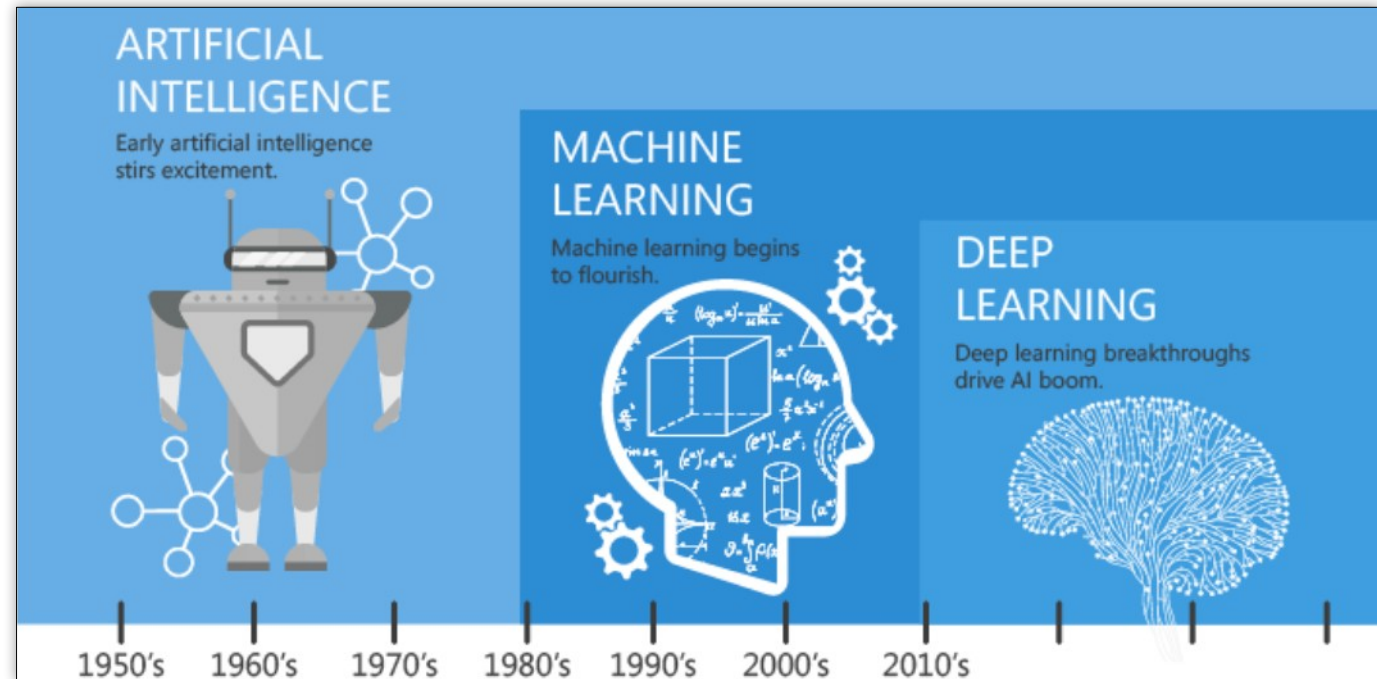 ARTIFICIAL
INTELLIGENCE
Early artificial intelligence
stirs excitement.
MACHINE
LEARNING
Machine learning begins
to flourish.
DEEP
LEARNING
Deep learning breakthroughs
drive AI boom.
1950's 1960's 1970's 1980's 1990's 2000's 2010's